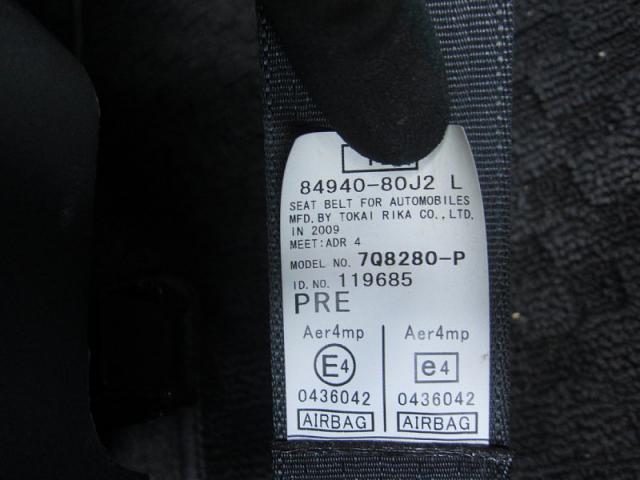 84940-80J2 L
SEAT BELT FOR AUTOMOBILES
MFD. BY TOKAI RIKA CO., LTD.
IN 2009
MEET:ADR 4
MODEL NO. 7Q8280-P
ID. NO. 119685
PRE
Aer4mp Aer4mp
E4 e4
0436042 0436042
AIRBAG AIRBAG